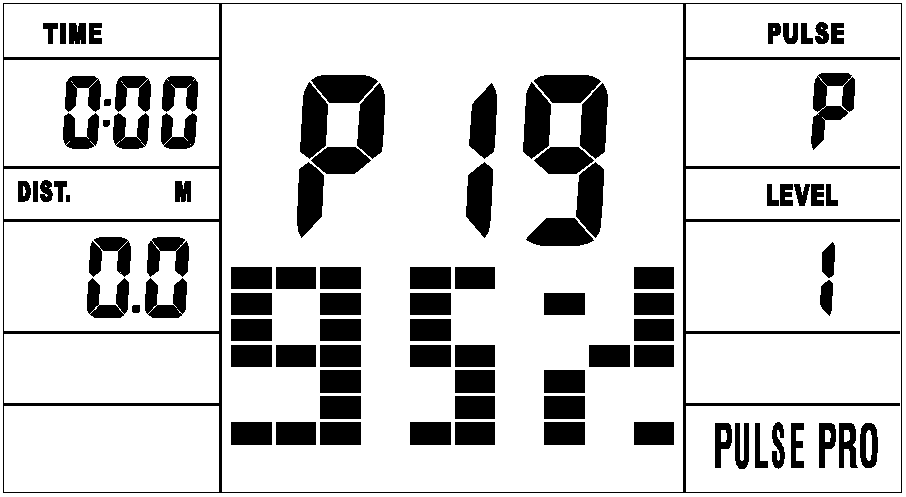 TIME
0:00
DIST. M
0.0
P 19
95%
PULSE
P
LEVEL
1
PULSE PRO